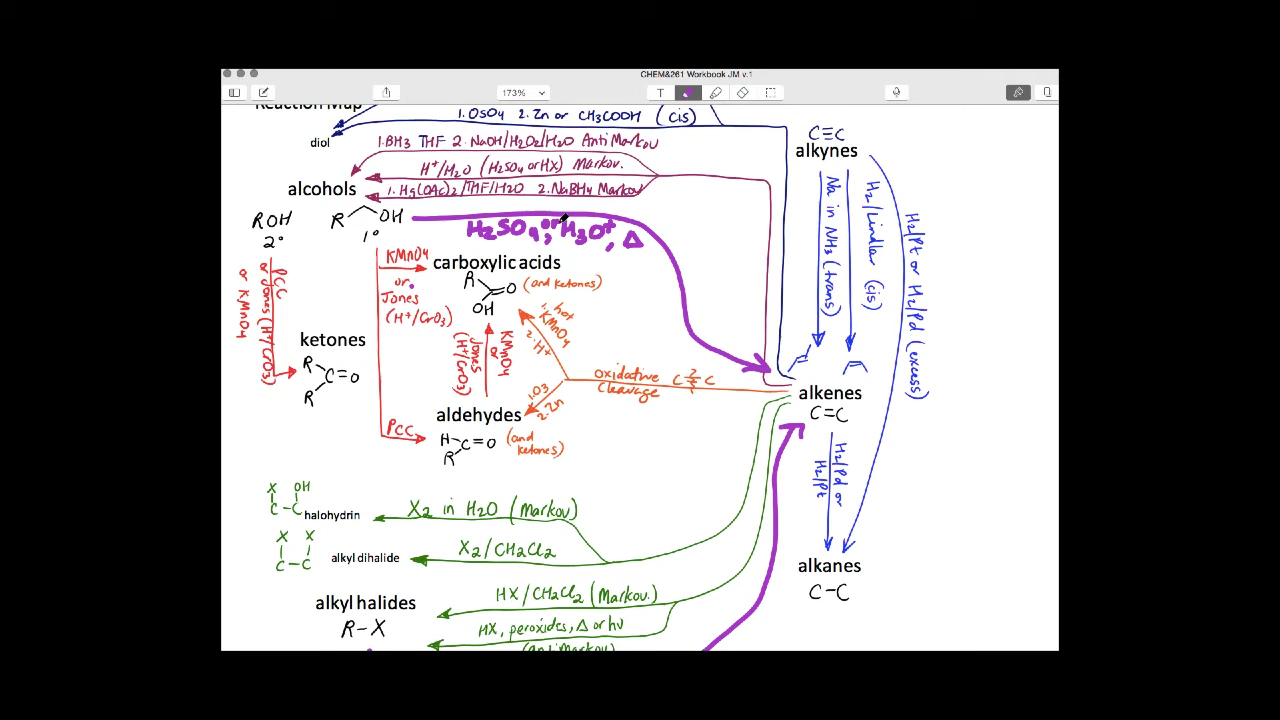 CHEM&261 Workbook JM v.1
173%
T
Reaction Map
1. OsO4 2. Zn or CH3COOH (cis)
diol
C≡C
alkynes
1. BH3 THF 2. NaOH/H2O2/H2O Anti Markov
H+/H2O (H2SO4 or HX) Markov.
alcohols
1. Hg(OAc)2/THF/H2O 2. NaBH4 Markov
ROH
2°
R
OH
1°
H2SO4, or H3O+, Δ
Na in NH3 (trans)
H2/Lindlar (cis)
H2/Pt or H2/Pd (excess)
KMnO4
or
Jones
(H+/CrO3)
carboxylic acids
R
O
OH
(and ketones)
PCC
or Jones (H+/CrO3)
or KMnO4
ketones
R
C=O
R
1. hot
KMnO4
2. H+
KMnO4
or
Jones
(H+/CrO3)
oxidative
cleavage
1. O3
2. Zn
alkenes
C=C
aldehydes
PCC
H-C=O
R
(and
ketones)
H2/Pd or
H2/Pt
X OH
C-C
halohydrin
X2 in H2O (Markov)
X X
C-C
alkyl dihalide
X2/CH2Cl2
alkanes
C-C
alkyl halides
R-X
HX/CH2Cl2 (Markov.)
HX, peroxides, Δ or hν
(antiMarkov)